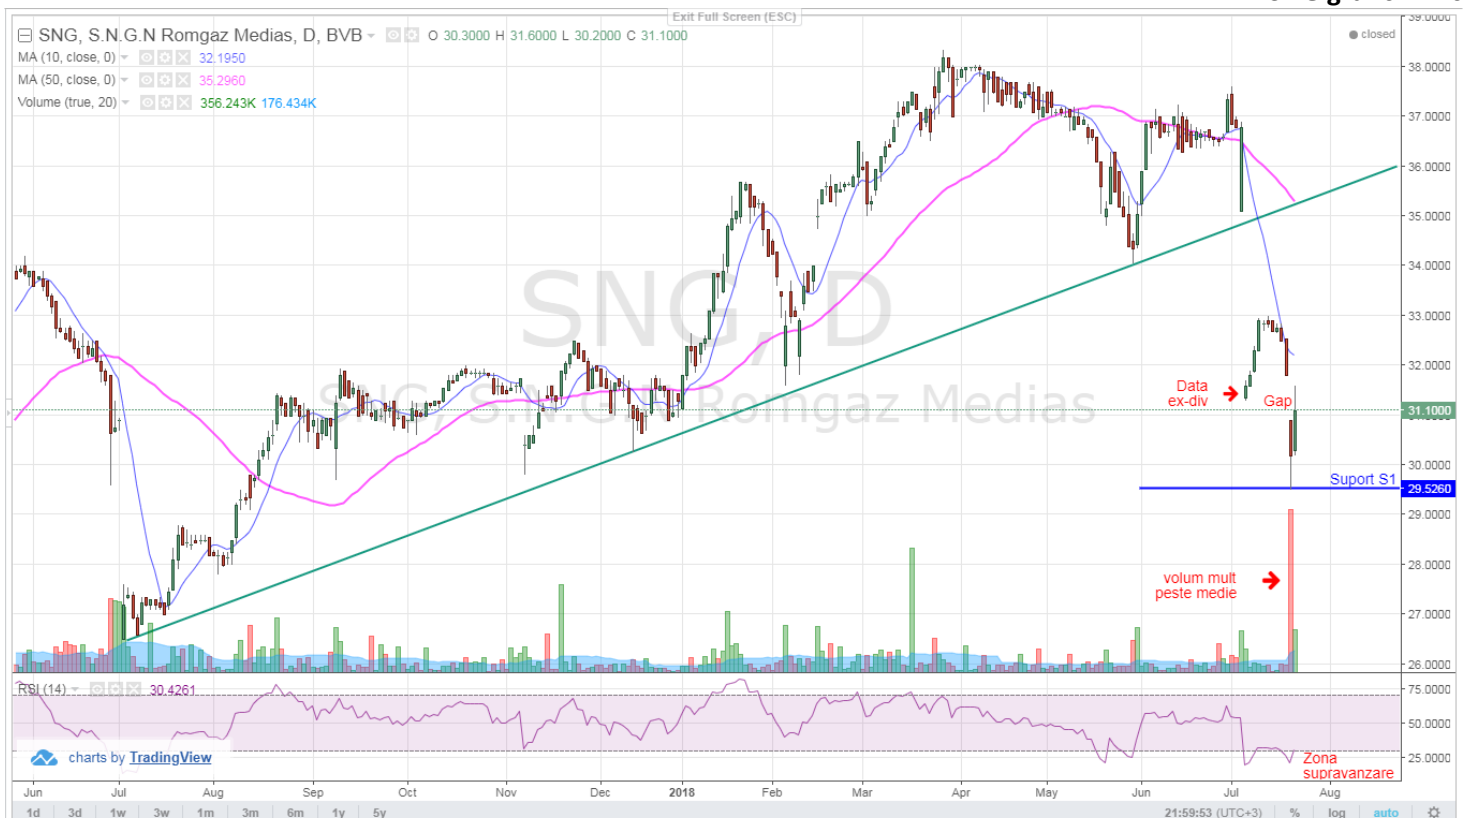 Exit Full Screen (ESC)
SNG, S.N.G.N Romgaz Medias, D, BVB O 30.3000 H 31.6000 L 30.2000 C 31.1000
closed
MA (10, close, 0) 32.1950
MA (50, close, 0) 35.2960
Volume (true, 20) 356.243K 176.434K
39.0000
38.0000
37.0000
36.0000
35.0000
34.0000
33.0000
32.0000
31.1000
30.0000
29.5260
29.0000
28.0000
27.0000
26.0000
SNG, D
SNG, S.N.G.N Romgaz Medias
Data
ex-div
Gap
Suport S1
volum mult
peste medie
RSI (14) 30.4261
75.0000
50.0000
25.0000
charts by TradingView
Zona
supravanzare
Jun Jul Aug Sep Oct Nov Dec 2018 Feb Mar Apr May Jun Jul Aug
1d 3d 1w 3w 1m 3m 6m 1y 5y 21:59:53 (UTC+3) % log auto